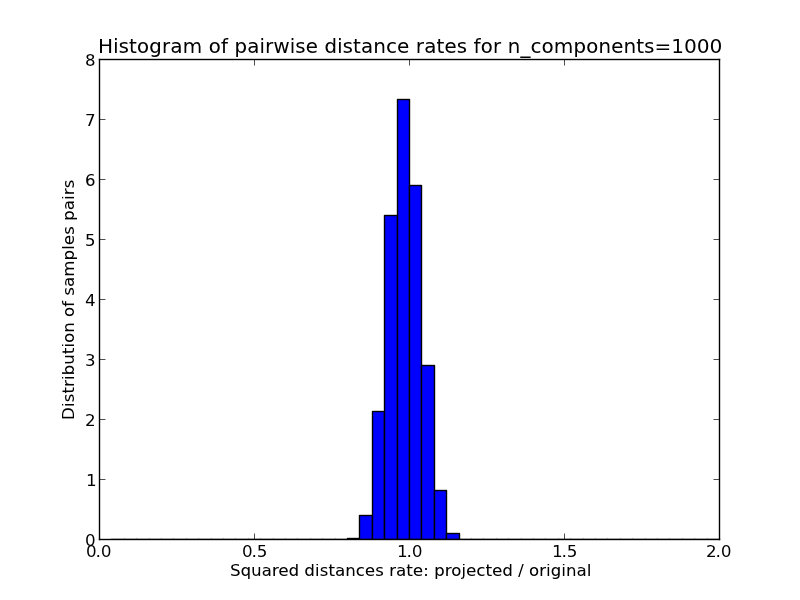 Histogram of pairwise distance rates for n_components=1000
8
7
6
5
4
3
2
1
0
Distribution of samples pairs
0.0 0.5 1.0 1.5 2.0
Squared distances rate: projected / original